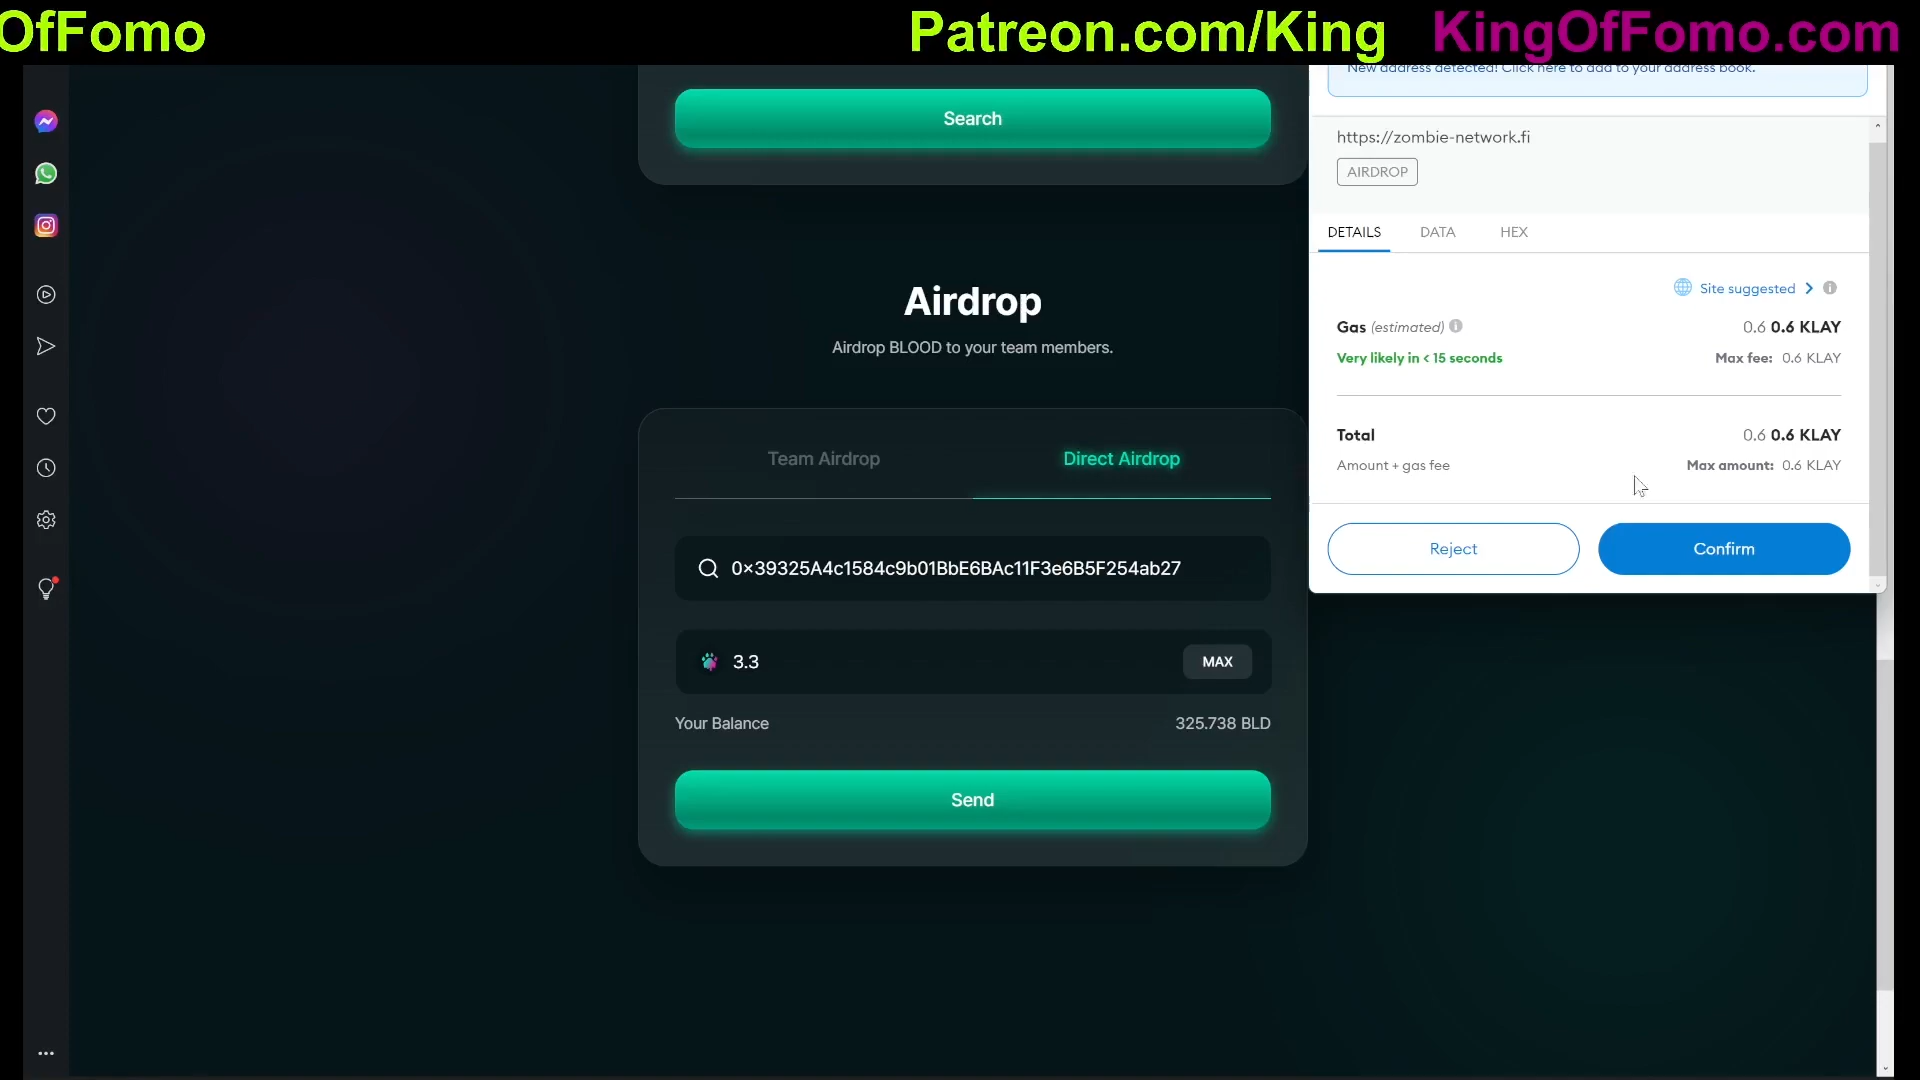 OfFomo
Patreon.com/King
KingOfFomo.com
New address detected! Click here to add to your address book.
https://zombie-network.fi
AIRDROP
DETAILS
DATA
HEX
Site suggested
Gas (estimated)
0.6 0.6 KLAY
Very likely in < 15 seconds
Max fee: 0.6 KLAY
Total
0.6 0.6 KLAY
Amount + gas fee
Max amount: 0.6 KLAY
Reject
Confirm
Search
Airdrop
Airdrop BLOOD to your team members.
Team Airdrop
Direct Airdrop
0x39325A4c1584c9b01BbE6BAc11F3e6B5F254ab27
3.3
MAX
Your Balance
325.738 BLD
Send